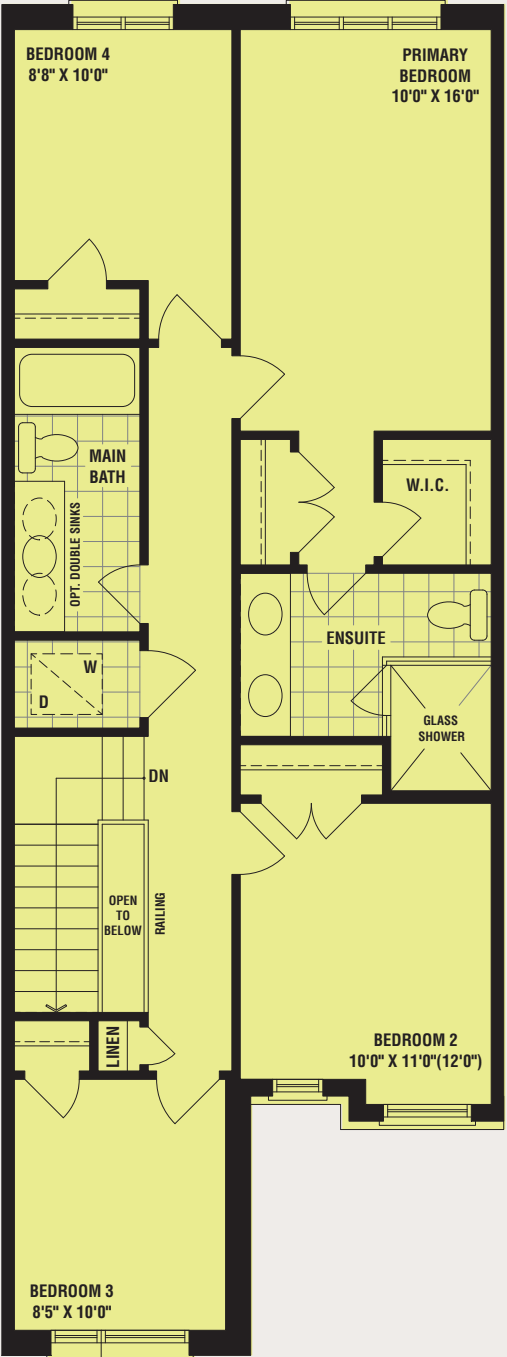 BEDROOM 4
8'8" X 10'0"
PRIMARY
BEDROOM
10'0" X 16'0"
MAIN
BATH
OPT. DOUBLE SINKS
W.I.C.
ENSUITE
W
D
GLASS
SHOWER
DN
OPEN
TO
BELOW
RAILING
LINEN
BEDROOM 2
10'0" X 11'0"(12'0")
BEDROOM 3
8'5" X 10'0"